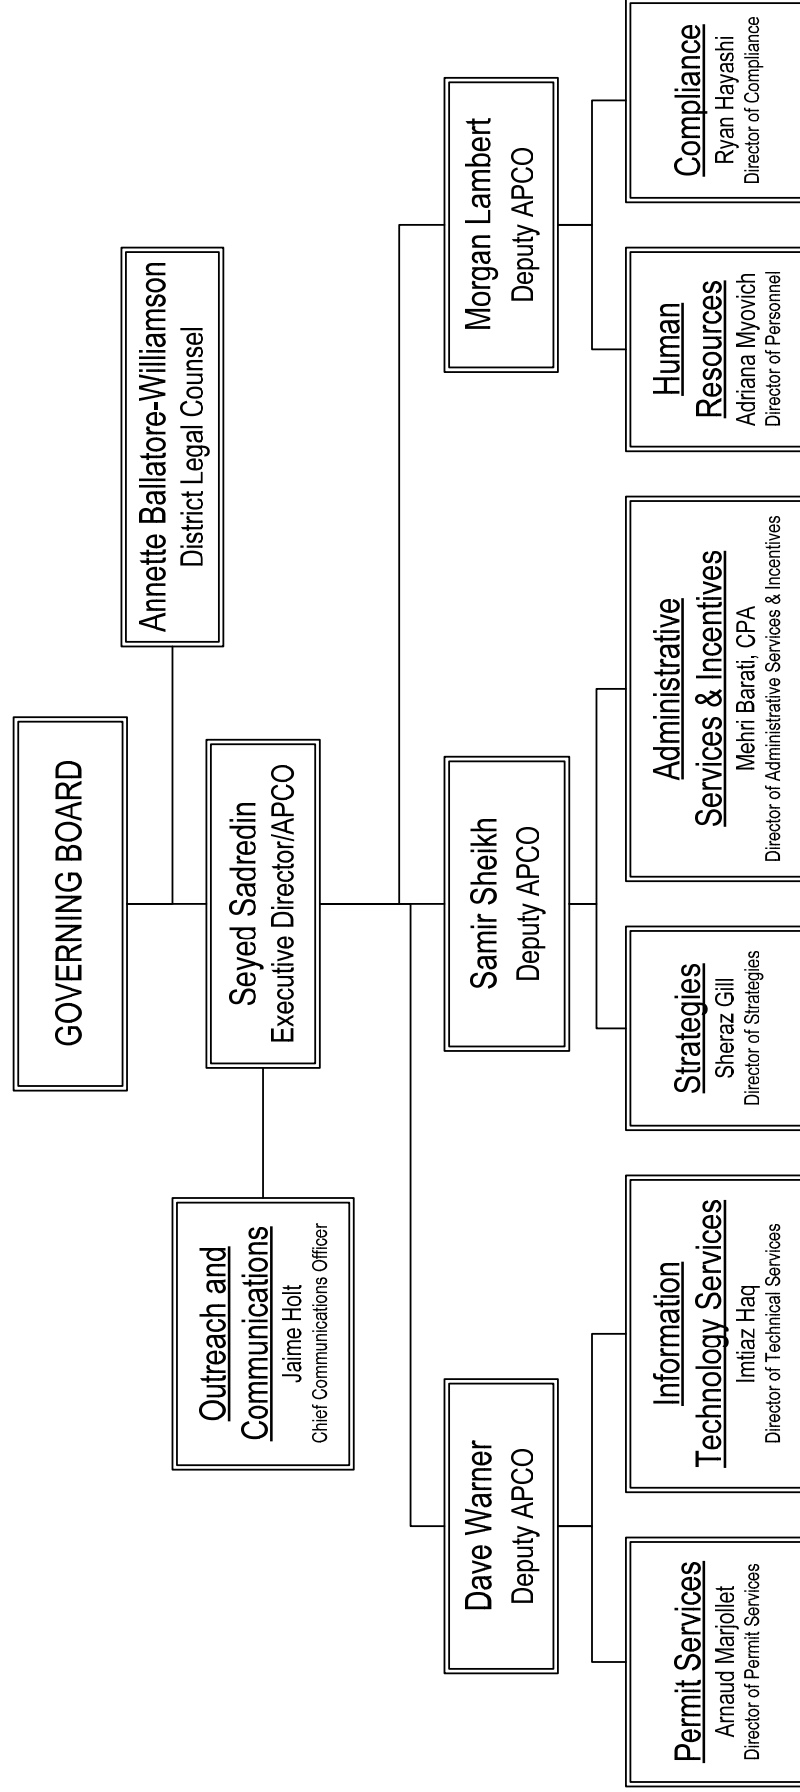 GOVERNING BOARD
Annette Ballatore-Williamson
District Legal Counsel
Seyed Sadredin
Executive Director/APCO
Outreach and
Communications
Jaime Holt
Chief Communications Officer
Dave Warner
Deputy APCO
Samir Sheikh
Deputy APCO
Morgan Lambert
Deputy APCO
Permit Services
Arnaud Marjollet
Director of Permit Services
Information
Technology Services
Imtiaz Haq
Director of Technical Services
Strategies
Sheraz Gill
Director of Strategies
Administrative
Services & Incentives
Mehri Barati, CPA
Director of Administrative Services & Incentives
Human
Resources
Adriana Myovich
Director of Personnel
Compliance
Ryan Hayashi
Director of Compliance